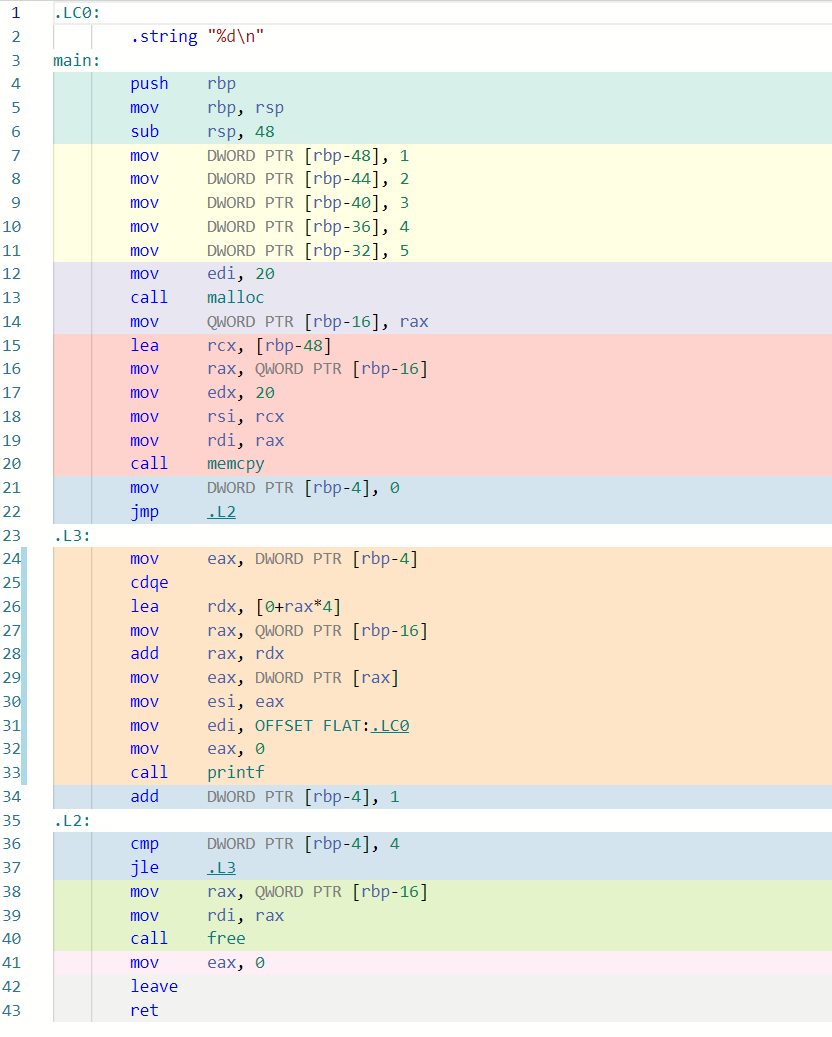 1 .LC0:
2 .string "%d\n"
3 main:
4 push rbp
5 mov rbp, rsp
6 sub rsp, 48
7 mov DWORD PTR [rbp-48], 1
8 mov DWORD PTR [rbp-44], 2
9 mov DWORD PTR [rbp-40], 3
10 mov DWORD PTR [rbp-36], 4
11 mov DWORD PTR [rbp-32], 5
12 mov edi, 20
13 call malloc
14 mov QWORD PTR [rbp-16], rax
15 lea rcx, [rbp-48]
16 mov rax, QWORD PTR [rbp-16]
17 mov edx, 20
18 mov rsi, rcx
19 mov rdi, rax
20 call memcpy
21 mov DWORD PTR [rbp-4], 0
22 jmp .L2
23 .L3:
24 mov eax, DWORD PTR [rbp-4]
25 cdqe
26 lea rdx, [0+rax*4]
27 mov rax, QWORD PTR [rbp-16]
28 add rax, rdx
29 mov eax, DWORD PTR [rax]
30 mov esi, eax
31 mov edi, OFFSET FLAT:.LC0
32 mov eax, 0
33 call printf
34 add DWORD PTR [rbp-4], 1
35 .L2:
36 cmp DWORD PTR [rbp-4], 4
37 jle .L3
38 mov rax, QWORD PTR [rbp-16]
39 mov rdi, rax
40 call free
41 mov eax, 0
42 leave
43 ret